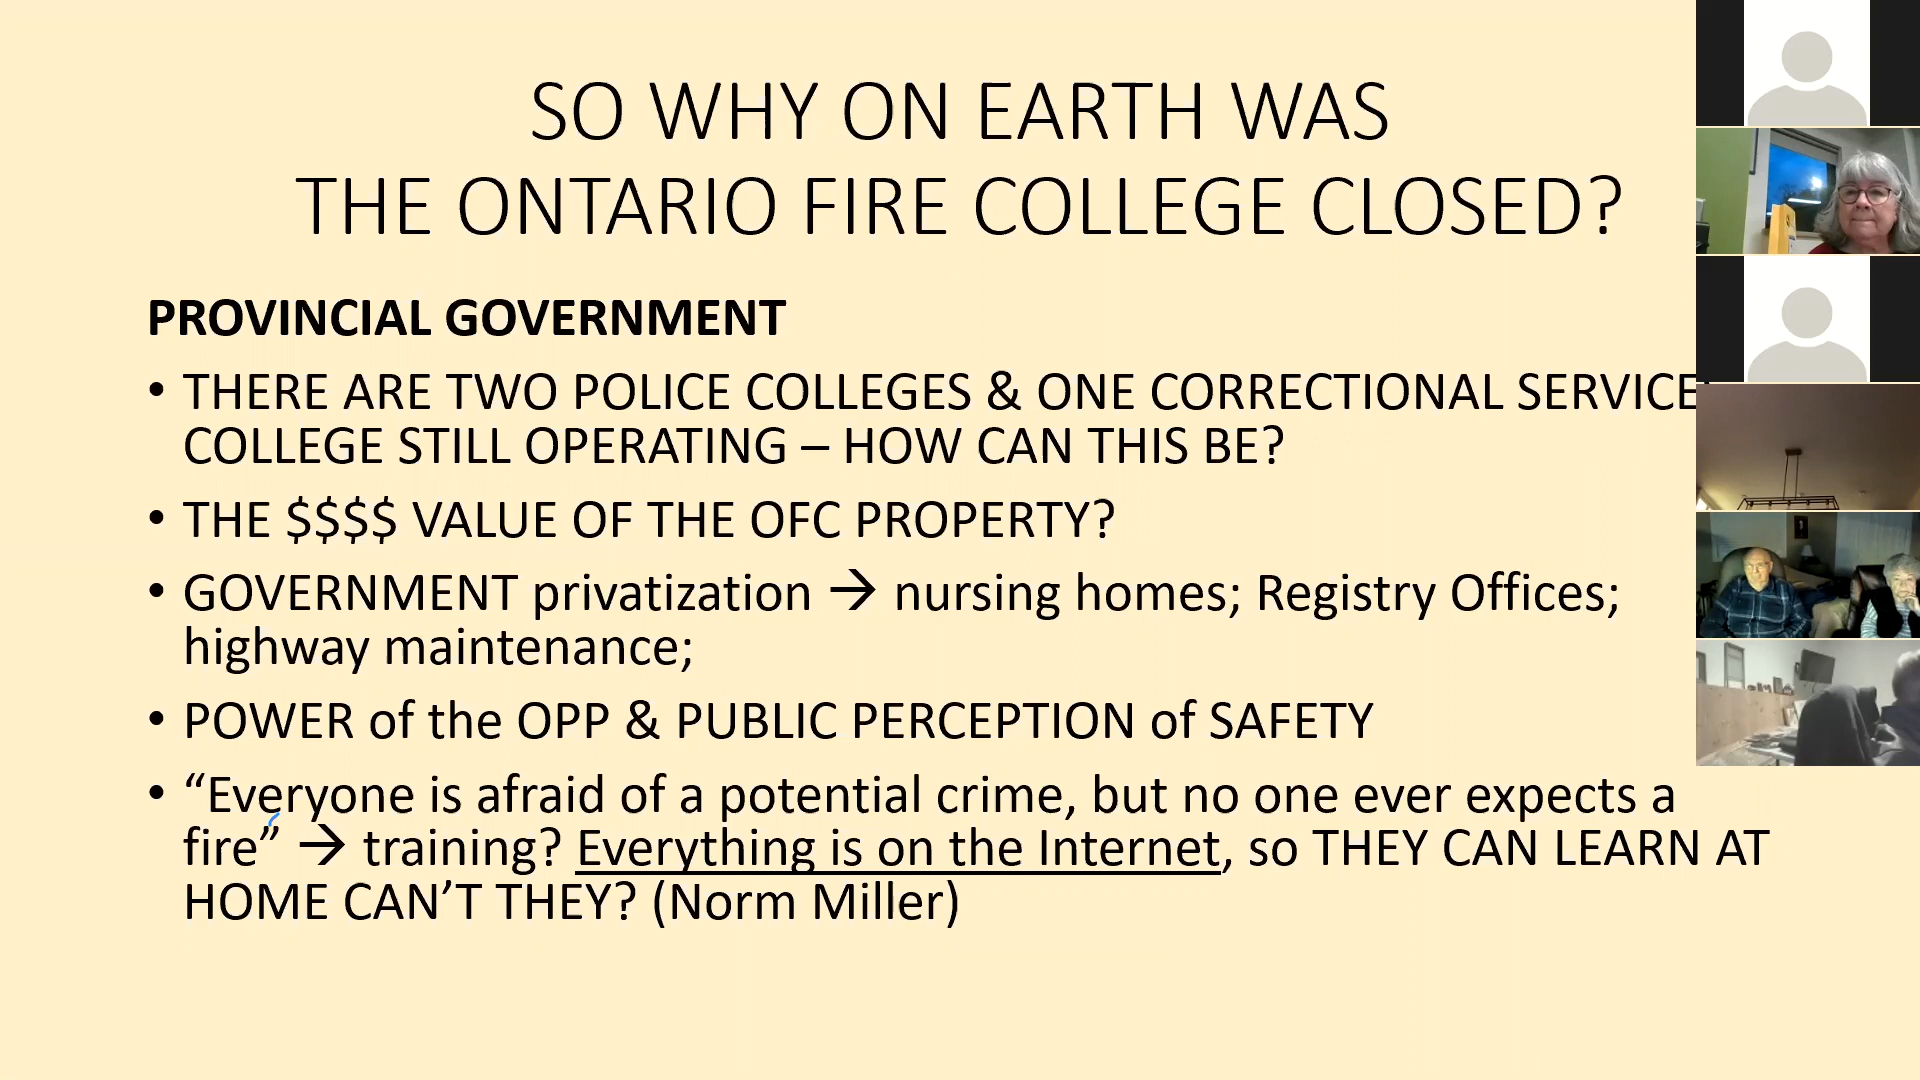 SO WHY ON EARTH WAS
THE ONTARIO FIRE COLLEGE CLOSED?
PROVINCIAL GOVERNMENT
• THERE ARE TWO POLICE COLLEGES & ONE CORRECTIONAL SERVICE
COLLEGE STILL OPERATING – HOW CAN THIS BE?
• THE $$$$ VALUE OF THE OFC PROPERTY?
• GOVERNMENT privatization → nursing homes; Registry Offices;
highway maintenance;
• POWER of the OPP & PUBLIC PERCEPTION of SAFETY
• “Everyone is afraid of a potential crime, but no one ever expects a
fire” → training? Everything is on the Internet, so THEY CAN LEARN AT
HOME CAN’T THEY? (Norm Miller)